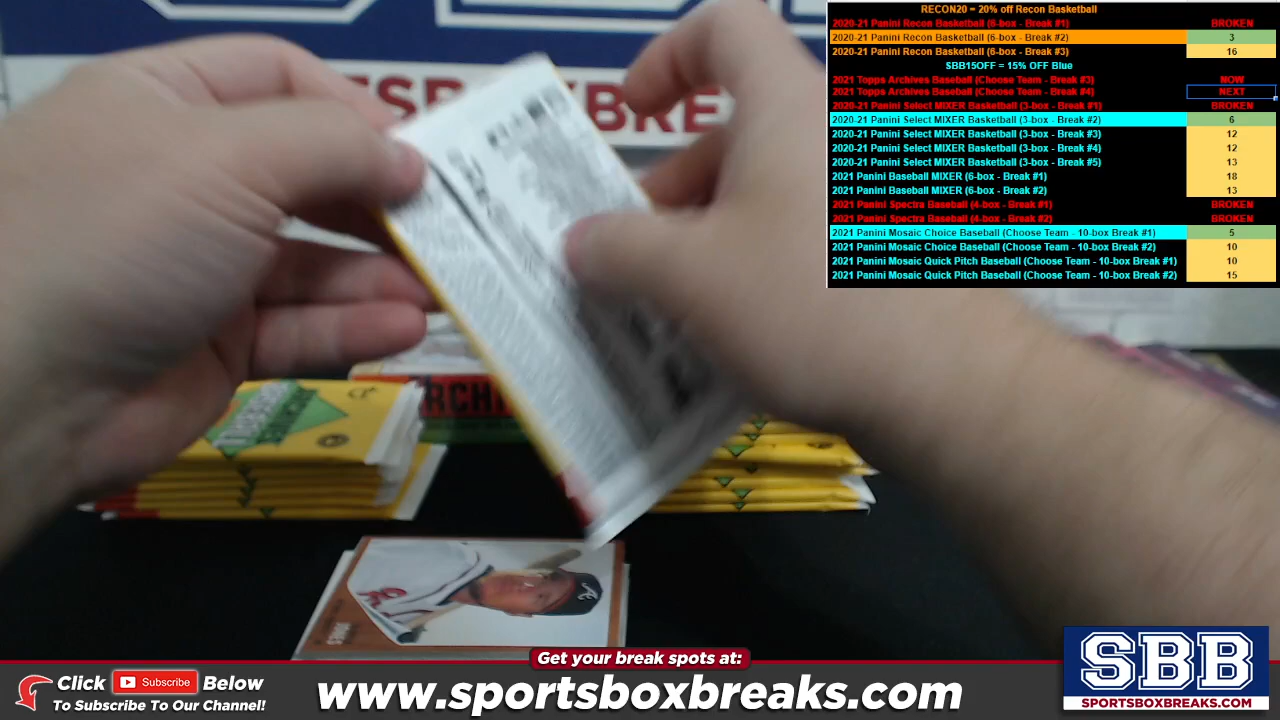 RECON20 = 20% off Recon Basketball
2020-21 Panini Recon Basketball (6-box - Break #1) BROKEN
2020-21 Panini Recon Basketball (6-box - Break #2) 3
2020-21 Panini Recon Basketball (6-box - Break #3) 16
SBB15OFF = 15% OFF Blue
2021 Topps Archives Baseball (Choose Team - Break #3) NOW
2021 Topps Archives Baseball (Choose Team - Break #4) NEXT
2020-21 Panini Select MIXER Basketball (3-box - Break #1) BROKEN
2020-21 Panini Select MIXER Basketball (3-box - Break #2) 6
2020-21 Panini Select MIXER Basketball (3-box - Break #3) 12
2020-21 Panini Select MIXER Basketball (3-box - Break #4) 12
2020-21 Panini Select MIXER Basketball (3-box - Break #5) 13
2021 Panini Baseball MIXER (6-box - Break #1) 18
2021 Panini Baseball MIXER (6-box - Break #2) 13
2021 Panini Spectra Baseball (4-box - Break #1) BROKEN
2021 Panini Spectra Baseball (4-box - Break #2) BROKEN
2021 Panini Mosaic Choice Baseball (Choose Team - 10-box Break #1) 5
2021 Panini Mosaic Choice Baseball (Choose Team - 10-box Break #2) 10
2021 Panini Mosaic Quick Pitch Baseball (Choose Team - 10-box Break #1) 10
2021 Panini Mosaic Quick Pitch Baseball (Choose Team - 10-box Break #2) 15
Get your break spots at:
Click Subscribe Below
To Subscribe To Our Channel!
www.sportsboxbreaks.com
SBB
SPORTSBOXBREAKS.COM